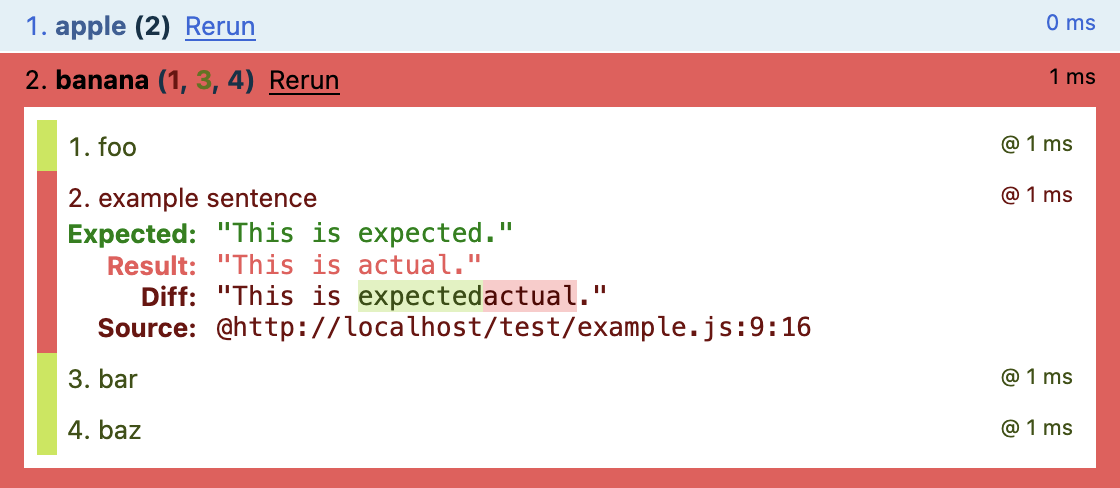 1. apple (2) Rerun 0 ms
2. banana (1, 3, 4) Rerun 1 ms
1. foo @ 1 ms
2. example sentence @ 1 ms
Expected: "This is expected."
Result: "This is actual."
Diff: "This is expectedactual."
Source: @http://localhost/test/example.js:9:16
3. bar @ 1 ms
4. baz @ 1 ms